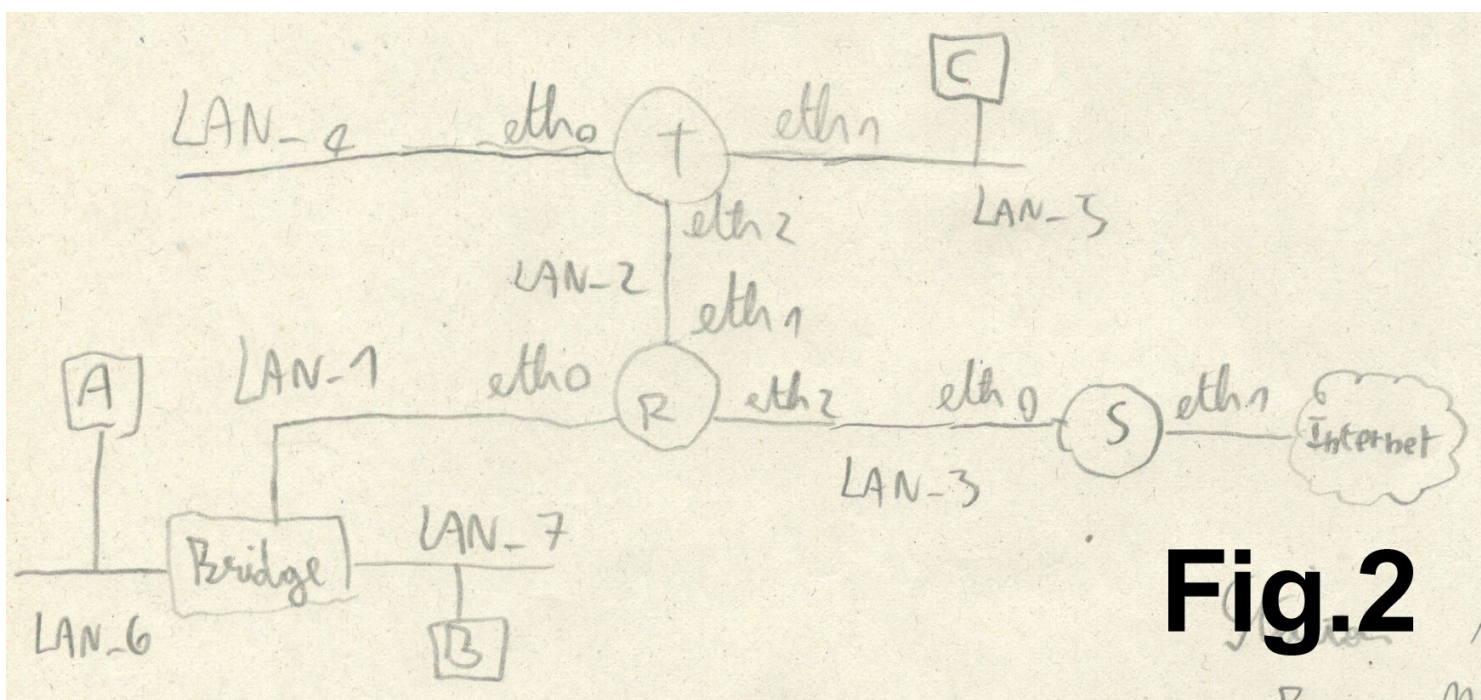 C
LAN_4 eth0 T eth1
LAN_5
eth2
LAN_2
eth1
LAN_1 eth0 R eth2 eth0 S eth1 Internet
A
LAN_3
LAN_7
Bridge
Fig.2
LAN_6 B